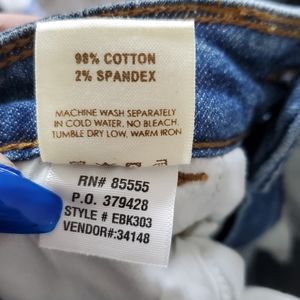 98% COTTON
2% SPANDEX
MACHINE WASH SEPARATELY
IN COLD WATER. NO BLEACH.
TUMBLE DRY LOW, WARM IRON
RN# 85555
P.O. 379428
STYLE # EBK303
VENDOR#:34148